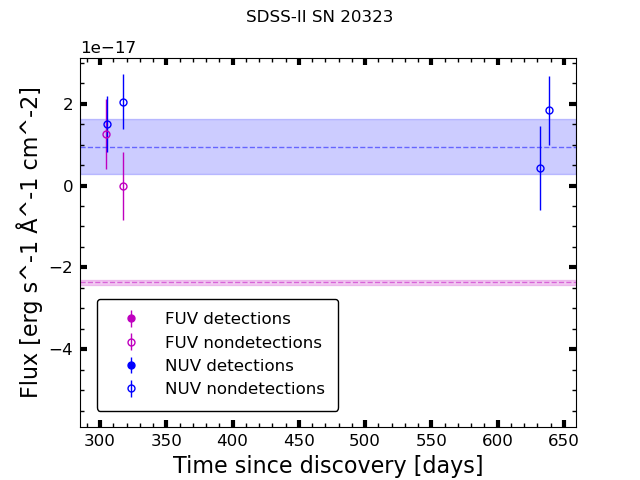 SDSS-II SN 20323
1e−17
Flux [erg s^-1 Å^-1 cm^-2]
2
0
−2
−4
FUV detections
FUV nondetections
NUV detections
NUV nondetections
300 350 400 450 500 550 600 650
Time since discovery [days]